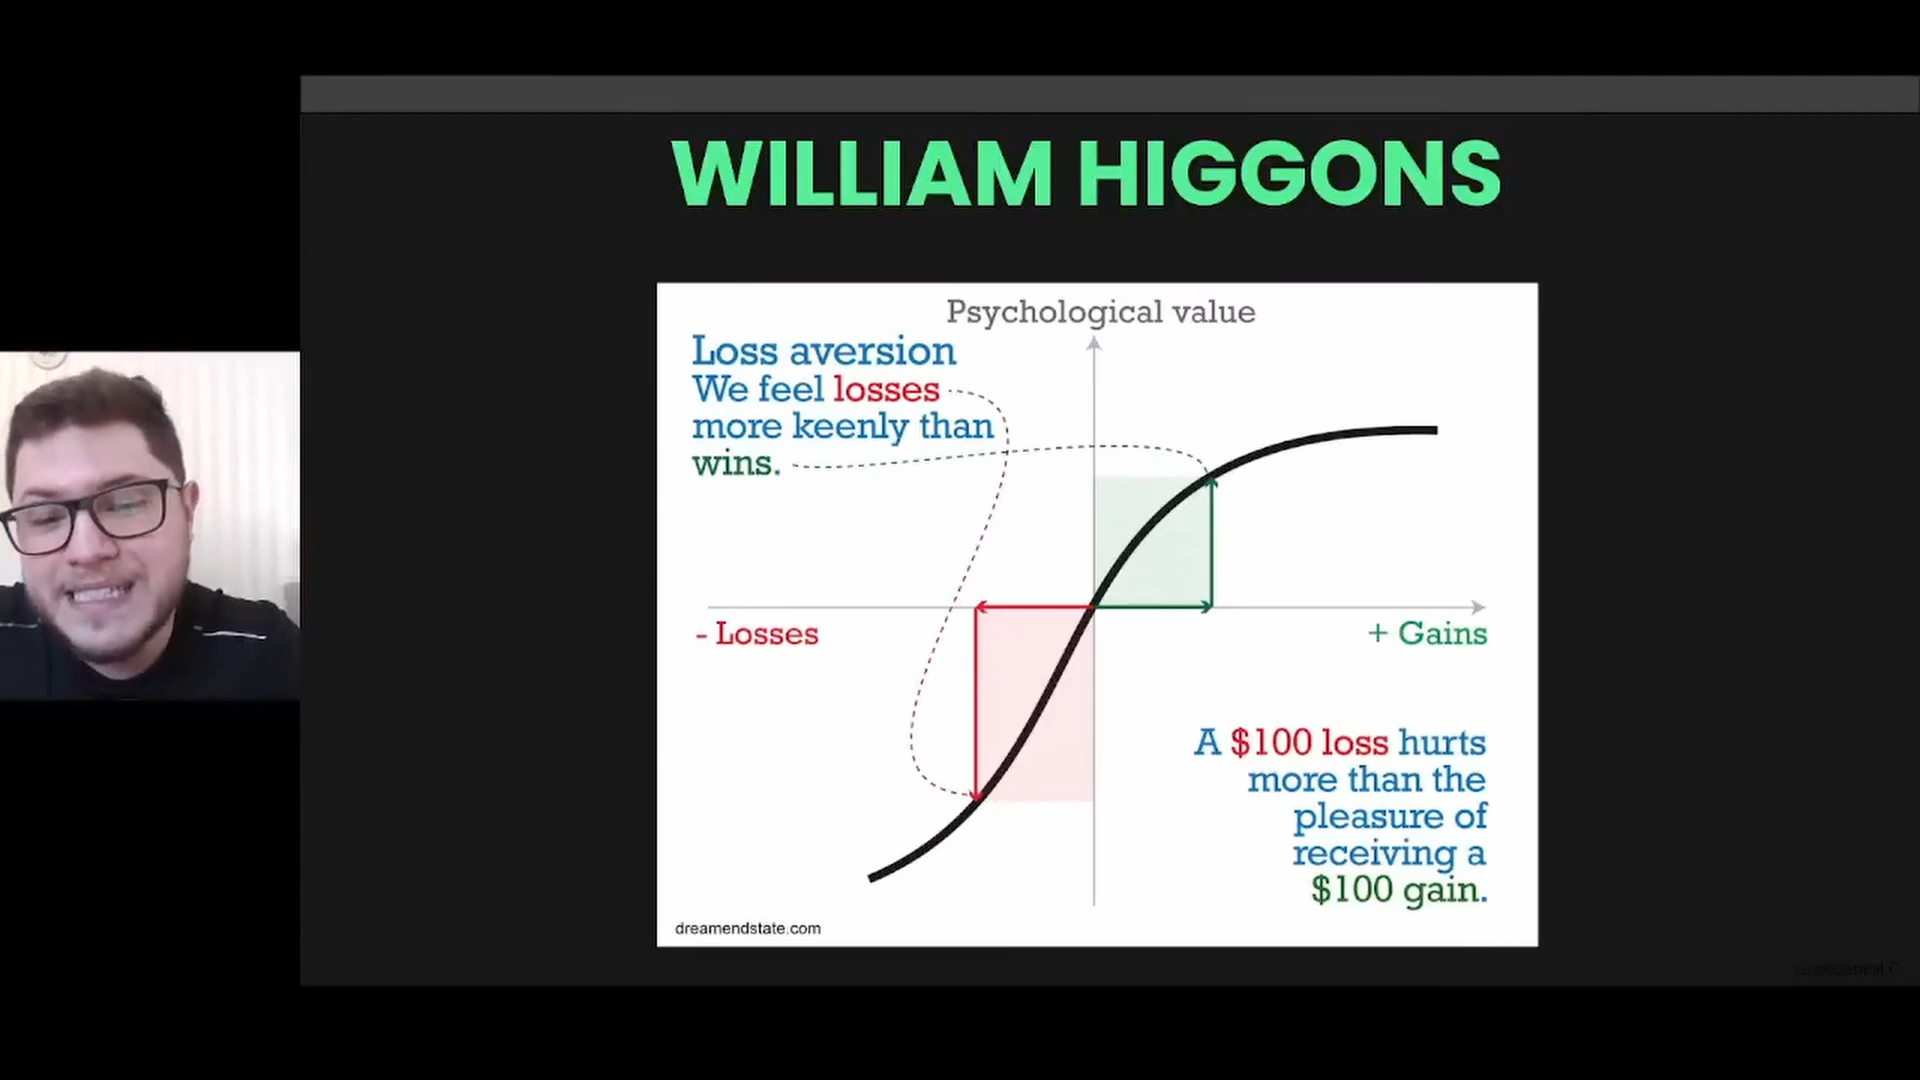 WILLIAM HIGGONS
Psychological value
Loss aversion
We feel losses
more keenly than
wins.
- Losses
+ Gains
A $100 loss hurts
more than the
pleasure of
receiving a
$100 gain.
dreamendstate.com